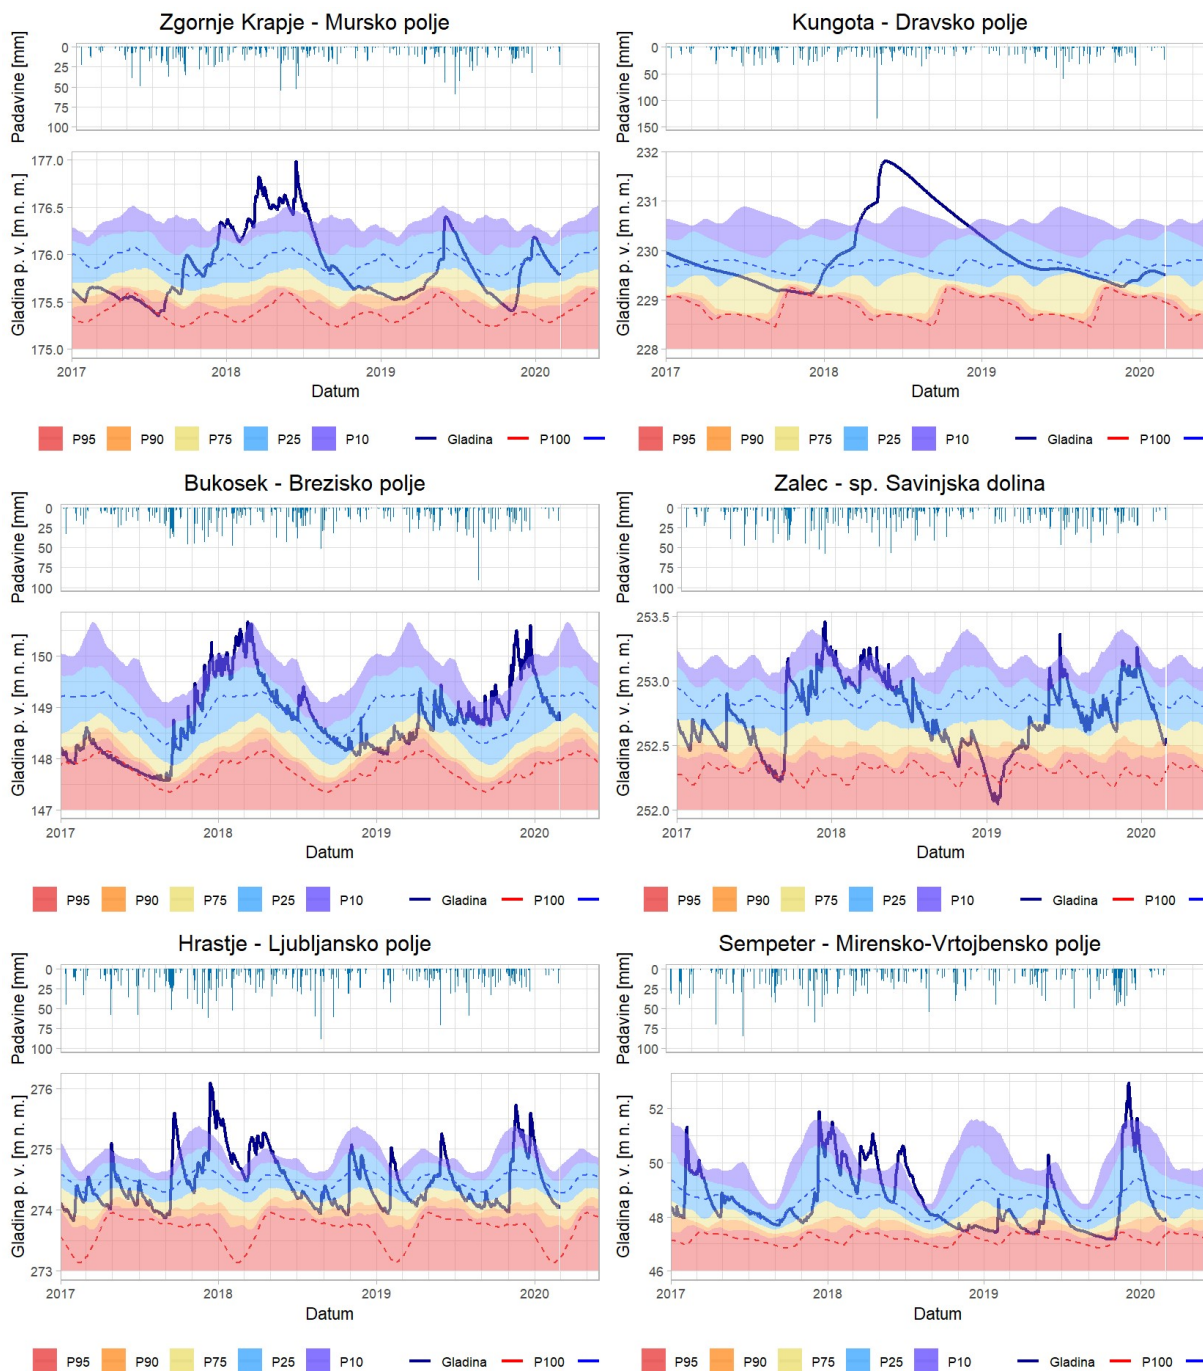 Zgornje Krapje - Mursko polje
Padavine [mm]
0
25
50
75
100
Gladina p. v. [m n. m.]
177.0
176.5
176.0
175.5
175.0
2017 2018 2019 2020
Datum
P95 P90 P75 P25 P10 Gladina P100
Kungota - Dravsko polje
Padavine [mm]
0
50
100
150
Gladina p. v. [m n. m.]
232
231
230
229
228
2017 2018 2019 2020
Datum
P95 P90 P75 P25 P10 Gladina P100
Bukosek - Brezisko polje
Padavine [mm]
0
25
50
75
100
Gladina p. v. [m n. m.]
150
149
148
147
2017 2018 2019 2020
Datum
P95 P90 P75 P25 P10 Gladina P100
Zalec - sp. Savinjska dolina
Padavine [mm]
0
25
50
75
100
Gladina p. v. [m n. m.]
253.5
253.0
252.5
252.0
2017 2018 2019 2020
Datum
P95 P90 P75 P25 P10 Gladina P100
Hrastje - Ljubljansko polje
Padavine [mm]
0
25
50
75
100
Gladina p. v. [m n. m.]
276
275
274
273
2017 2018 2019 2020
Datum
P95 P90 P75 P25 P10 Gladina P100
Sempeter - Mirensko-Vrtojbensko polje
Padavine [mm]
0
25
50
75
100
Gladina p. v. [m n. m.]
52
50
48
46
2017 2018 2019 2020
Datum
P95 P90 P75 P25 P10 Gladina P100